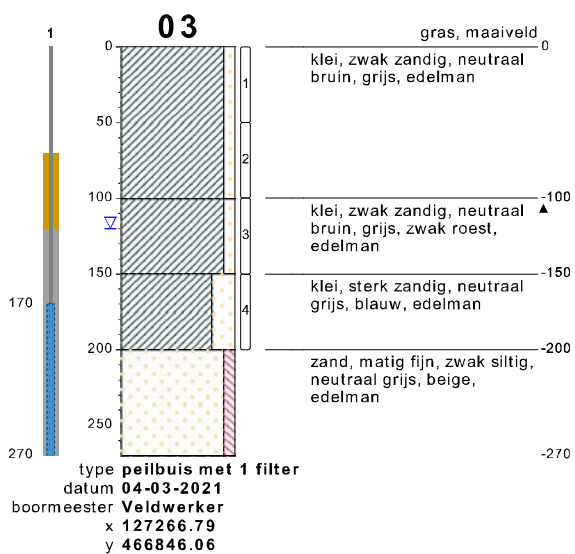 03
1
gras, maaiveld
0
0
klei, zwak zandig, neutraal
bruin, grijs, edelman
1
50
2
100
-100
klei, zwak zandig, neutraal
bruin, grijs, zwak roest,
edelman
3
150
-150
klei, sterk zandig, neutraal
grijs, blauw, edelman
170
4
200
-200
zand, matig fijn, zwak siltig,
neutraal grijs, beige,
edelman
250
270
-270
type peilbuis met 1 filter
datum 04-03-2021
boormeester Veldwerker
x 127266.79
y 466846.06